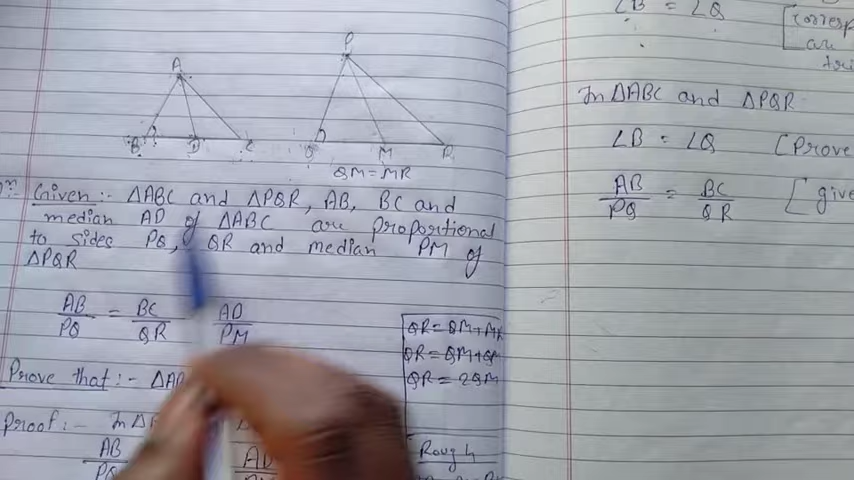 A
P
B
D
C
Q
M
R
QM = MR
Given :- ΔABC and ΔPQR, AB, BC and
median AD of ΔABC are proportional
to sides PQ, QR and median PM of
ΔPQR
AB/PQ = BC/QR AD/PM
QR = QM + MR
QR = QM + QM
QR = 2QM
Prove that :-
Proof :- In
AB
Rough
∠B = ∠Q
are
In ΔABC and ΔPQR
∠B = ∠Q [Prove
AB/PQ = BC/QR [give